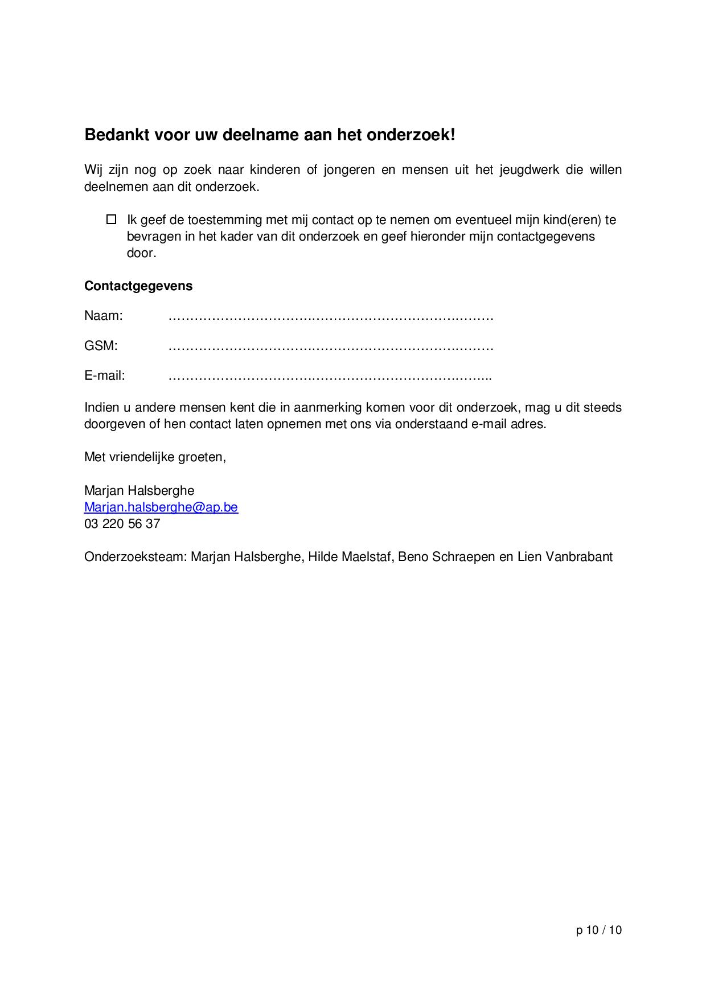 Bedankt voor uw deelname aan het onderzoek!
Wij zijn nog op zoek naar kinderen of jongeren en mensen uit het jeugdwerk die willen
deelnemen aan dit onderzoek.
☐ Ik geef de toestemming met mij contact op te nemen om eventueel mijn kind(eren) te
bevragen in het kader van dit onderzoek en geef hieronder mijn contactgegevens
door.
Contactgegevens
Naam: …………………………………………………………………
GSM: …………………………………………………………………
E-mail: ………………………………………………………………...
Indien u andere mensen kent die in aanmerking komen voor dit onderzoek, mag u dit steeds
doorgeven of hen contact laten opnemen met ons via onderstaand e-mail adres.
Met vriendelijke groeten,
Marjan Halsberghe
Marjan.halsberghe@ap.be
03 220 56 37
Onderzoeksteam: Marjan Halsberghe, Hilde Maelstaf, Beno Schraepen en Lien Vanbrabant
p 10 / 10